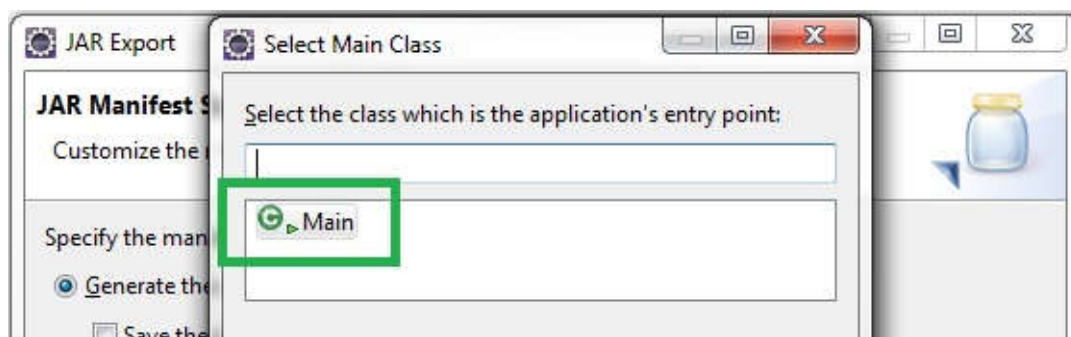 JAR Export
Select Main Class
JAR Manifest S
Customize the
Select the class which is the application's entry point:
Main
Specify the man
Generate the
Save the